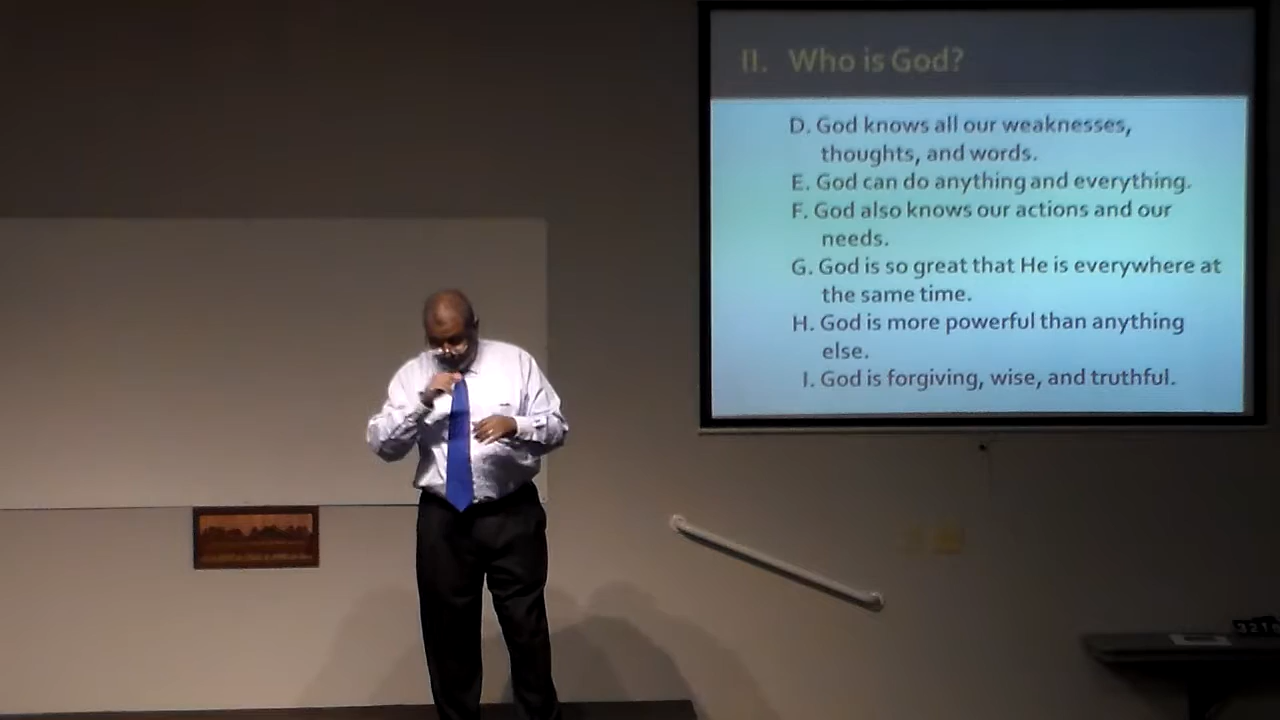 II. Who is God?
D. God knows all our weaknesses,
thoughts, and words.
E. God can do anything and everything.
F. God also knows our actions and our
needs.
G. God is so great that He is everywhere at
the same time.
H. God is more powerful than anything
else.
I. God is forgiving, wise, and truthful.